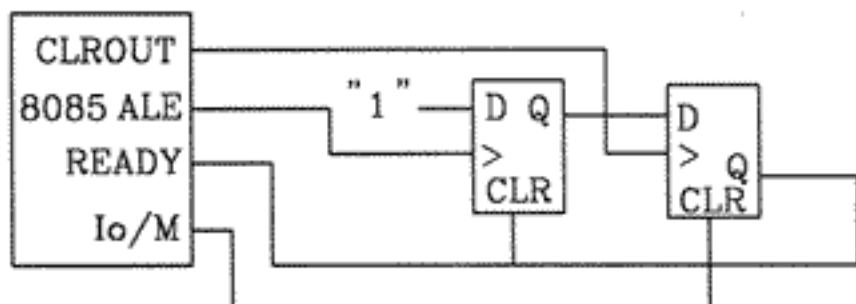 CLROUT
8085 ALE
READY
Io/M
"1"
D Q
>
CLR
D
>
Q
CLR